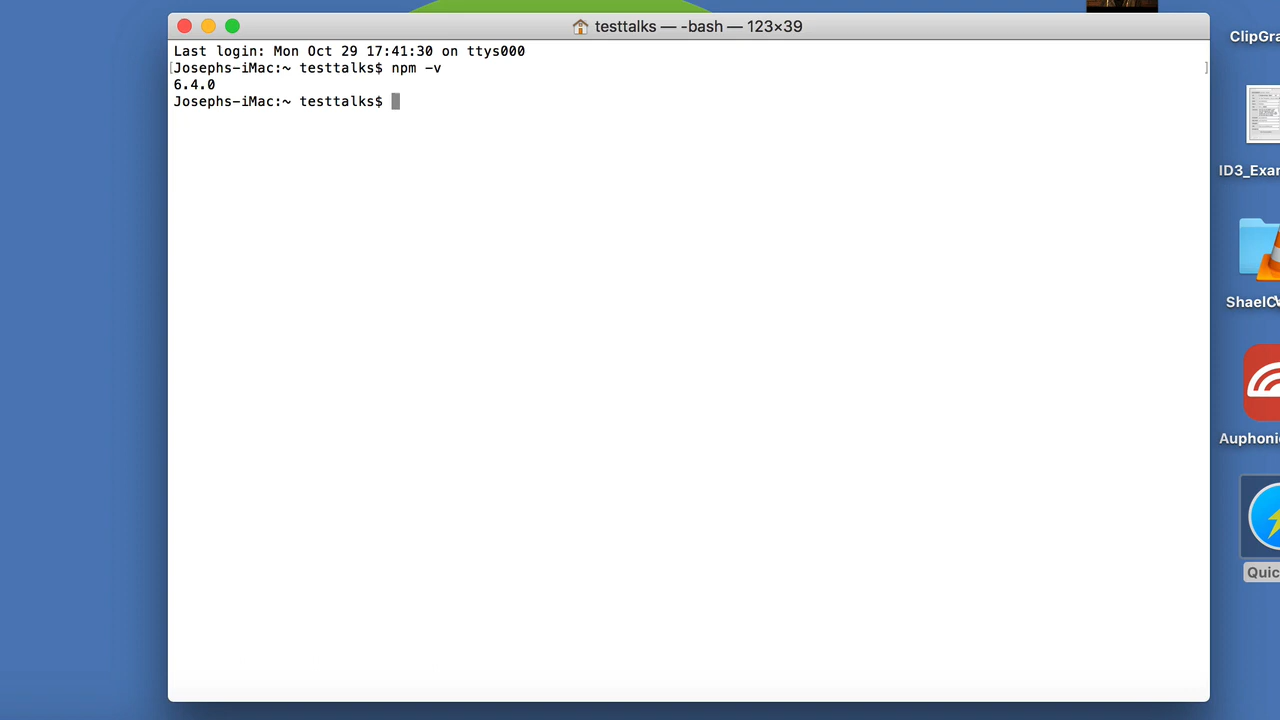 testtalks — -bash — 123×39
Last login: Mon Oct 29 17:41:30 on ttys000
[Josephs-iMac:~ testtalks$ npm -v ]
6.4.0
Josephs-iMac:~ testtalks$
ClipGra
ID3_Exam
ShaelC
Auphoni
Quic